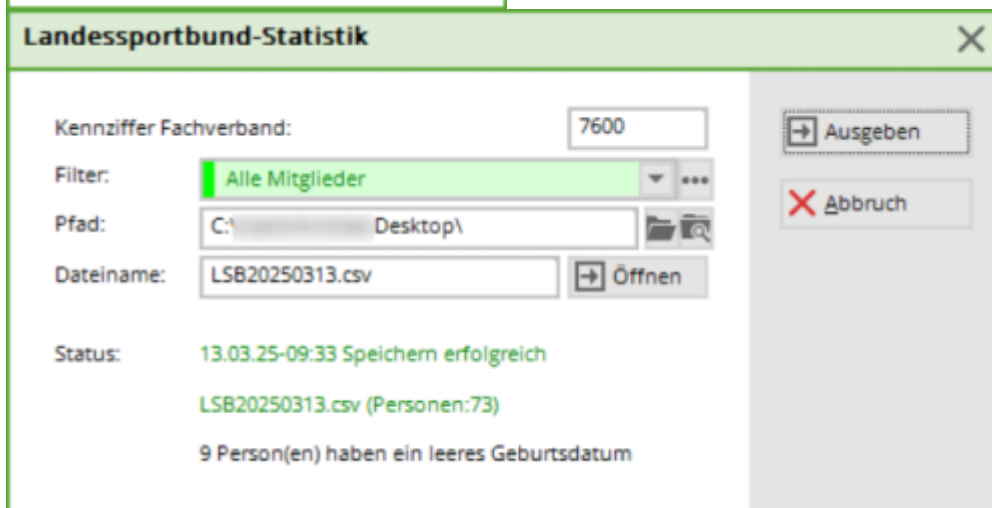 Landessportbund-Statistik
Kennziffer Fachverband: 7600 Ausgeben
Filter: Alle Mitglieder
Pfad: C:\ Desktop\ Abbruch
Dateiname: LSB20250313.csv Öffnen
Status: 13.03.25-09:33 Speichern erfolgreich
LSB20250313.csv (Personen:73)
9 Person(en) haben ein leeres Geburtsdatum